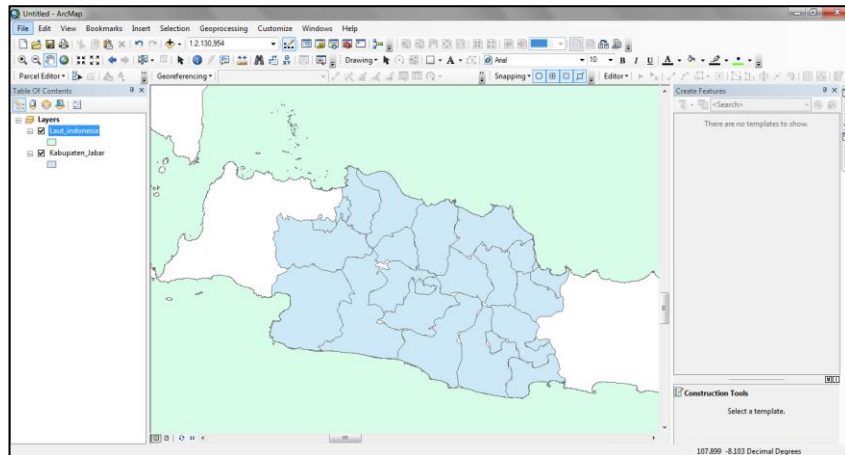 Untitled - ArcMap
File Edit View Bookmarks Insert Selection Geoprocessing Customize Windows Help
1:2.130,954
Drawing Arial 10 B I U A
Parcel Editor Georeferencing Snapping Editor
Table Of Contents
Layers
Laut_indonesia
Kabupaten_Jabar
Create Features
<Search>
There are no templates to show.
Construction Tools
Select a template.
107.899 -8.103 Decimal Degrees